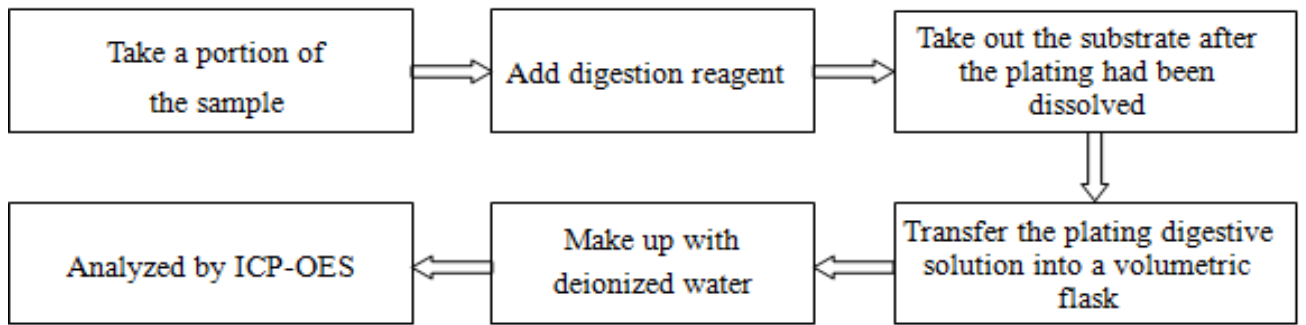 Take a portion of
the sample
Add digestion reagent
Take out the substrate after
the plating had been
dissolved
Transfer the plating digestive
solution into a volumetric
flask
Make up with
deionized water
Analyzed by ICP-OES